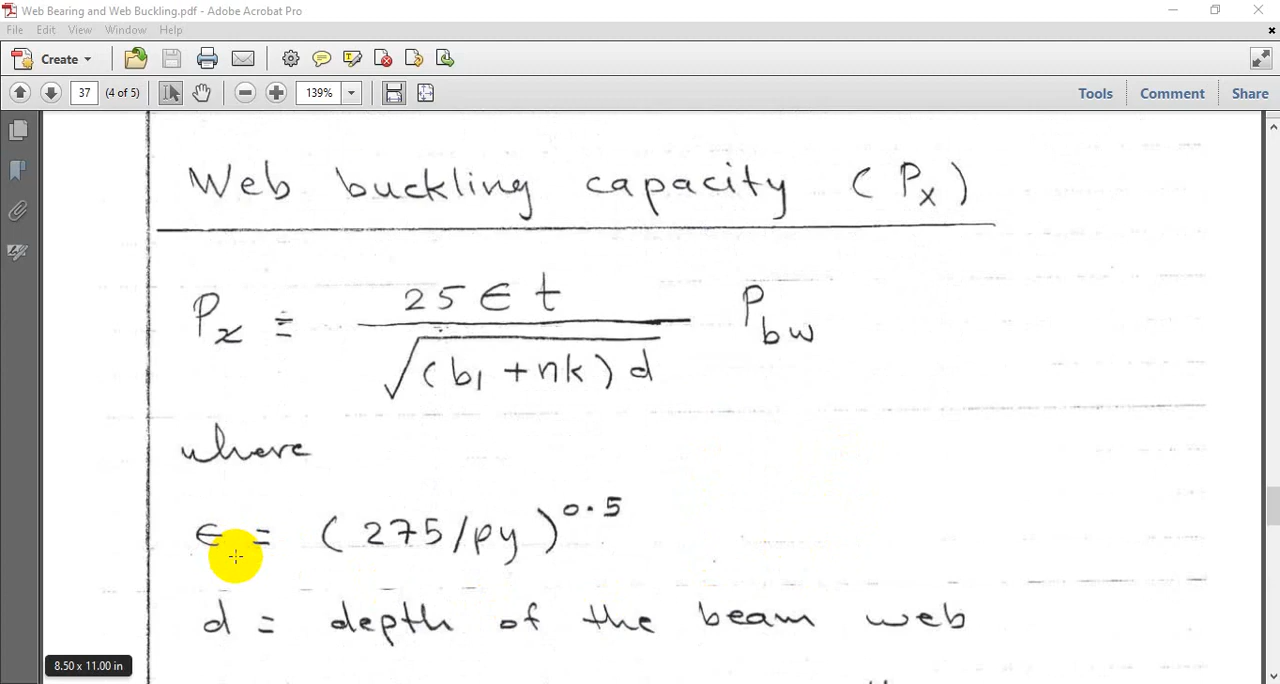 Web Bearing and Web Buckling.pdf - Adobe Acrobat Pro
File Edit View Window Help
Create
37 (4 of 5) 139% Tools Comment Share
Web buckling capacity (Px)
Px = 25 ∈ t / √(b1 + nk) d Pbw
where
∈ = (275/py)^0.5
d = depth of the beam web
8.50 x 11.00 in